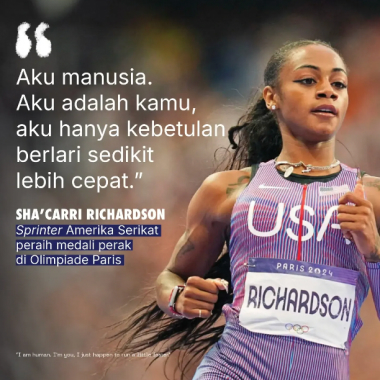 “
Aku manusia.
Aku adalah kamu,
aku hanya kebetulan
berlari sedikit
lebih cepat.”
SHA’CARRI RICHARDSON
Sprinter Amerika Serikat
peraih medali perak
di Olimpiade Paris
USA
PARIS 2024
RICHARDSON
"I am human. I'm you, I just happen to run a little faster."